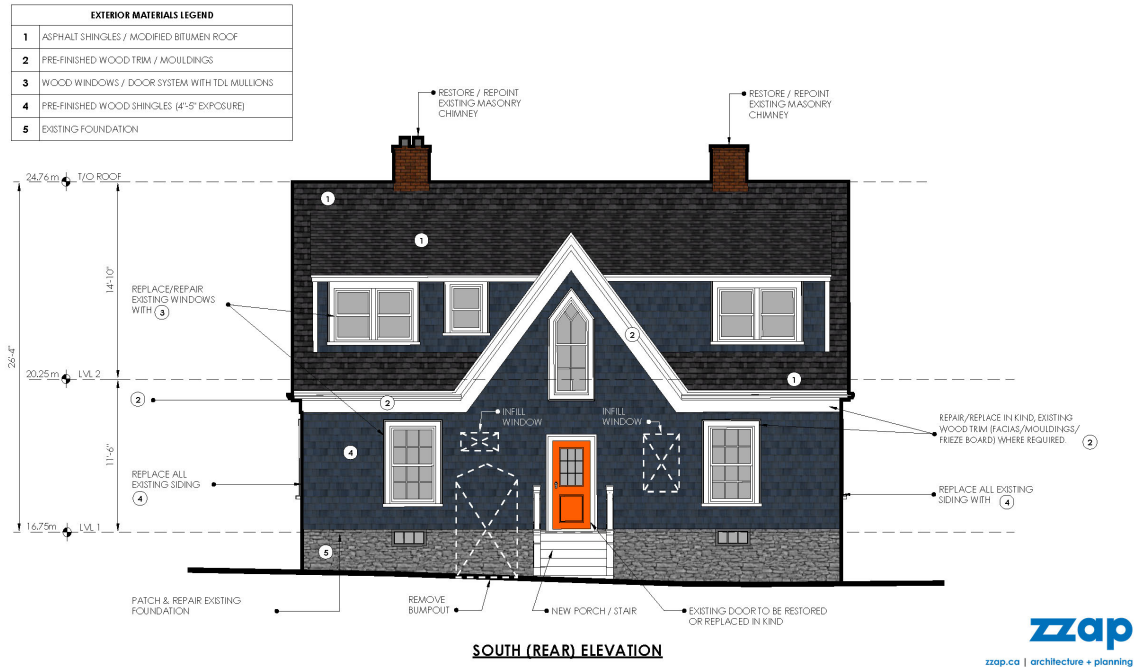 EXTERIOR MATERIALS LEGEND
1 ASPHALT SHINGLES / MODIFIED BITUMEN ROOF
2 PRE-FINISHED WOOD TRIM / MOULDINGS
3 WOOD WINDOWS / DOOR SYSTEM WITH TDL MULLIONS
4 PRE-FINISHED WOOD SHINGLES (4"-5" EXPOSURE)
5 EXISTING FOUNDATION
RESTORE / REPOINT
EXISTING MASONRY
CHIMNEY
RESTORE / REPOINT
EXISTING MASONRY
CHIMNEY
24.76m T/O ROOF
1
1
14'-10"
REPLACE/REPAIR
EXISTING WINDOWS
WITH 3
2
26'-4"
20.25m LVL 2
1
2
2
INFILL
WINDOW
INFILL
WINDOW
REPAIR/REPLACE IN KIND, EXISTING
WOOD TRIM (FACIAS/MOULDINGS/
FRIEZE BOARD) WHERE REQUIRED. 2
11'-6"
4
REPLACE ALL
EXISTING SIDING
4
REPLACE ALL EXISTING
SIDING WITH 4
16.75m LVL 1
5
PATCH & REPAIR EXISTING
FOUNDATION
REMOVE
BUMPOUT
NEW PORCH / STAIR
EXISTING DOOR TO BE RESTORED
OR REPLACED IN KIND
SOUTH (REAR) ELEVATION
zzap
zzap.ca | architecture + planning